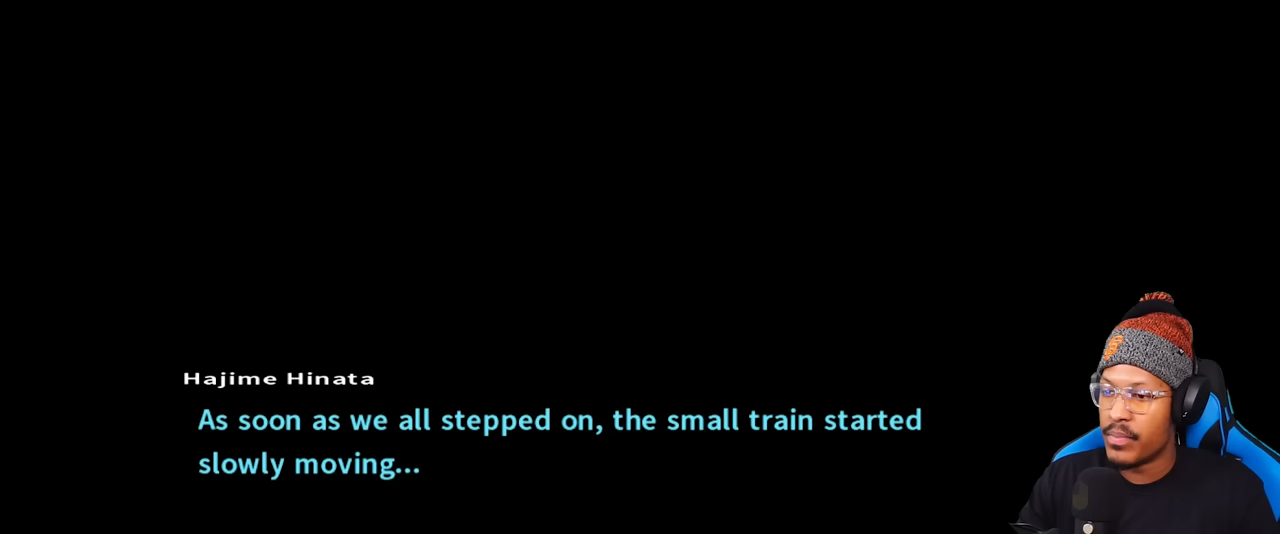 Hajime Hinata
As soon as we all stepped on, the small train started
slowly moving...